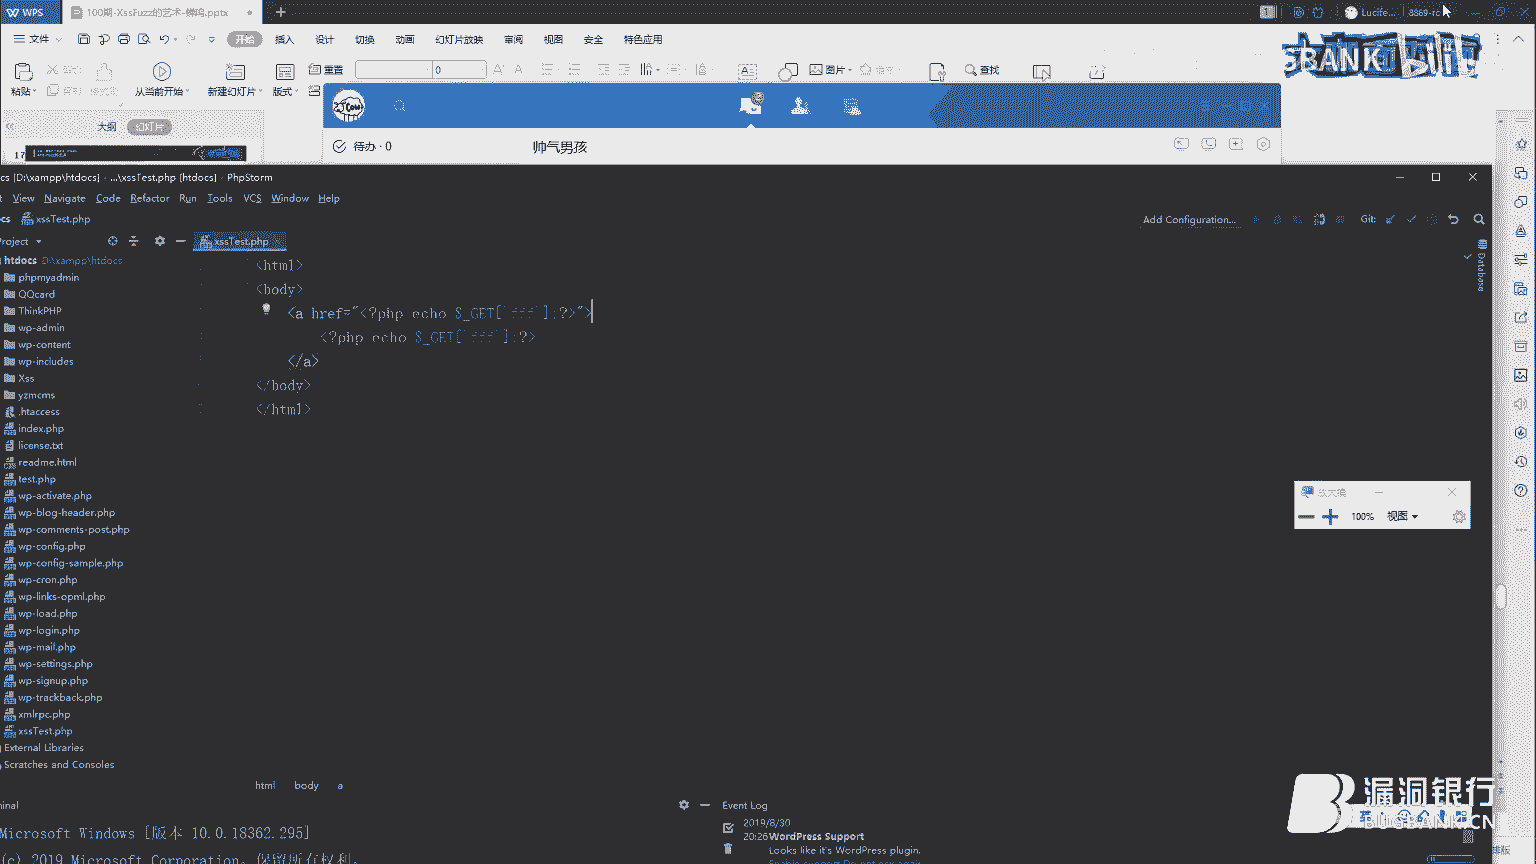 WPS 100期-XssFuzz的艺术-蝉鸣.pptx
Lucife... 8869-rc
文件 开始 插入 设计 切换 动画 幻灯片放映 审阅 视图 安全 特色应用
重置 0 图片 查找
粘贴 从当前开始 新建幻灯片 版式
BANK
大纲 幻灯片
17
待办 · 0 帅气男孩
cs [D:\xampp\htdocs] - ...\xssTest.php [htdocs] - PhpStorm
t View Navigate Code Refactor Run Tools VCS Window Help
cs xssTest.php
Add Configuration... Git:
roject xssTest.php
Database
htdocs D:\xampp\htdocs
phpmyadmin
QQcard
ThinkPHP
wp-admin
wp-content
wp-includes
Xss
yzmcms
.htaccess
index.php
license.txt
readme.html
test.php
wp-activate.php
wp-blog-header.php
wp-comments-post.php
wp-config.php
wp-config-sample.php
wp-cron.php
wp-links-opml.php
wp-load.php
wp-login.php
wp-mail.php
wp-settings.php
wp-signup.php
wp-trackback.php
xmlrpc.php
xssTest.php
External Libraries
Scratches and Consoles
<html>
<body>
<a href="<?php echo $_GET['fff'];?>">
<?php echo $_GET['fff'];?>
</a>
</body>
</html>
放大镜
100% 视图
html body a
minal
Microsoft Windows [版本 10.0.18362.295]
(c) 2019 Microsoft Corporation。保留所有权利。
Event Log
2019/8/30
20:26 WordPress Support
Looks like it's WordPress plugin.
漏洞银行
BUGBANK.CN
排版